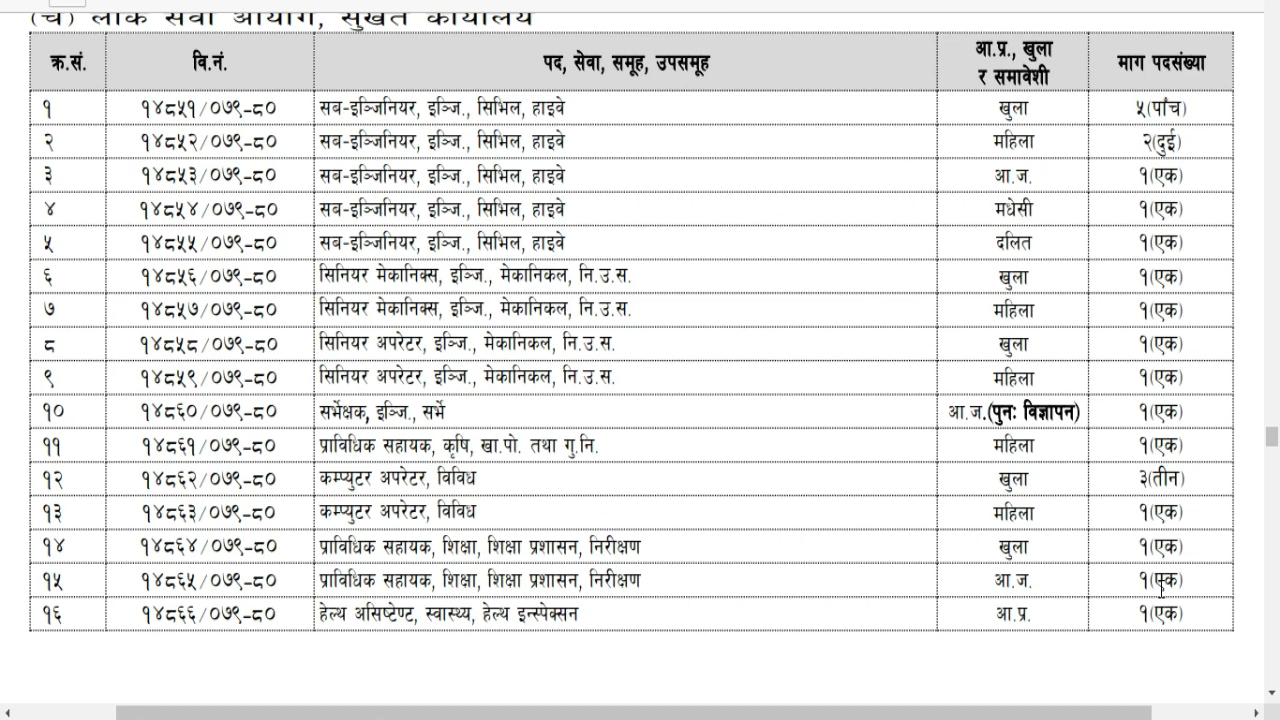 (च) लोक सेवा आयोग, सुर्खेत कार्यालय
क्र.सं. वि.नं. पद, सेवा, समूह, उपसमूह आ.प्र., खुला र समावेशी माग पदसंख्या
१ १४८५१/०७९-८० सब-इञ्जिनियर, इञ्जि., सिभिल, हाइवे खुला ५(पांच)
२ १४८५२/०७९-८० सब-इञ्जिनियर, इञ्जि., सिभिल, हाइवे महिला २(दुई)
३ १४८५३/०७९-८० सब-इञ्जिनियर, इञ्जि., सिभिल, हाइवे आ.ज. १(एक)
४ १४८५४/०७९-८० सब-इञ्जिनियर, इञ्जि., सिभिल, हाइवे मधेसी १(एक)
५ १४८५५/०७९-८० सब-इञ्जिनियर, इञ्जि., सिभिल, हाइवे दलित १(एक)
६ १४८५६/०७९-८० सिनियर मेकानिक्स, इञ्जि., मेकानिकल, नि.उ.स. खुला १(एक)
७ १४८५७/०७९-८० सिनियर मेकानिक्स, इञ्जि., मेकानिकल, नि.उ.स. महिला १(एक)
८ १४८५८/०७९-८० सिनियर अपरेटर, इञ्जि., मेकानिकल, नि.उ.स. खुला १(एक)
९ १४८५९/०७९-८० सिनियर अपरेटर, इञ्जि., मेकानिकल, नि.उ.स. महिला १(एक)
१० १४८६०/०७९-८० सर्भेक्षक, इञ्जि., सर्भे आ.ज.(पुनः विज्ञापन) १(एक)
११ १४८६१/०७९-८० प्राविधिक सहायक, कृषि, खा.पो. तथा गु.नि. महिला १(एक)
१२ १४८६२/०७९-८० कम्प्युटर अपरेटर, विविध खुला ३(तीन)
१३ १४८६३/०७९-८० कम्प्युटर अपरेटर, विविध महिला १(एक)
१४ १४८६४/०७९-८० प्राविधिक सहायक, शिक्षा, शिक्षा प्रशासन, निरीक्षण खुला १(एक)
१५ १४८६५/०७९-८० प्राविधिक सहायक, शिक्षा, शिक्षा प्रशासन, निरीक्षण आ.ज. १(एक)
१६ १४८६६/०७९-८० हेल्थ असिष्टेण्ट, स्वास्थ्य, हेल्थ इन्स्पेक्सन आ.प्र. १(एक)